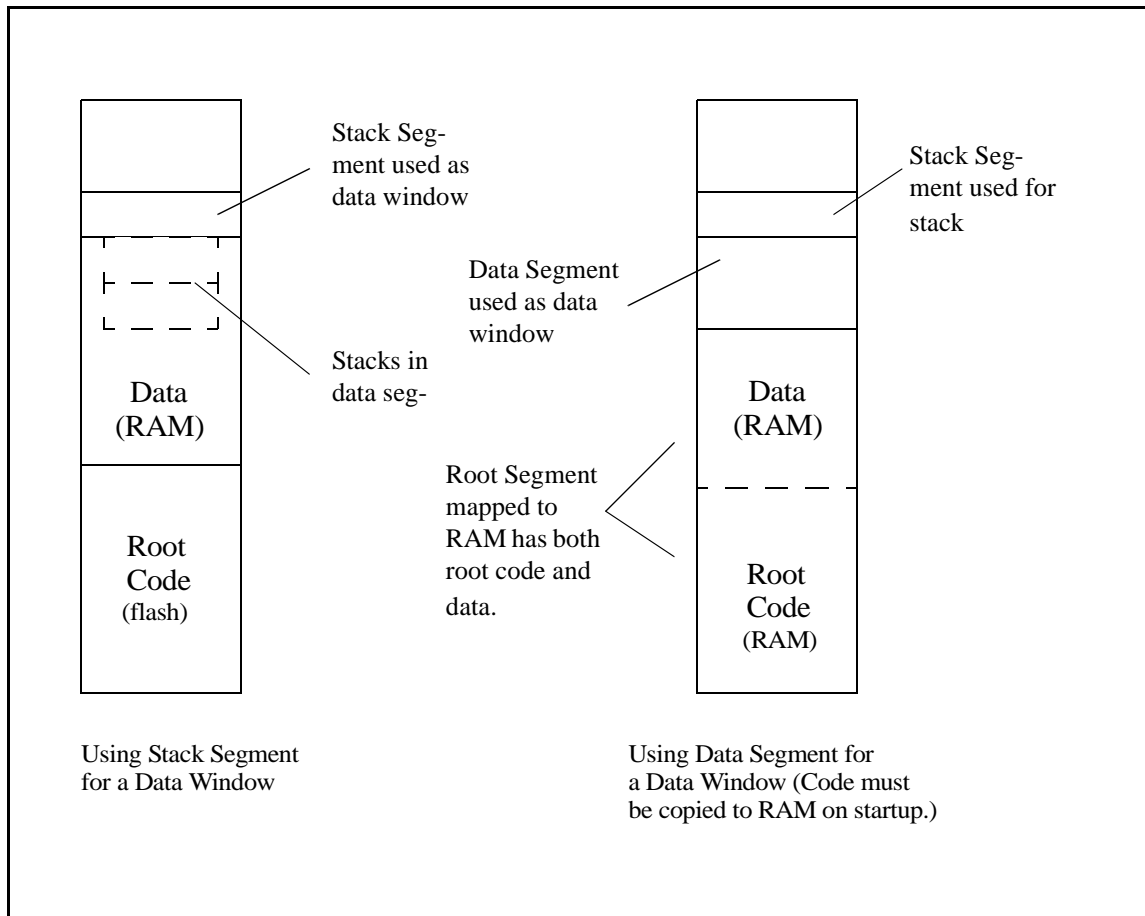 Stack Seg-
ment used as
data window
Stacks in
data seg-
Data
(RAM)
Root
Code
(flash)
Using Stack Segment
for a Data Window
Stack Seg-
ment used for
stack
Data Segment
used as data
window
Data
(RAM)
Root Segment
mapped to
RAM has both
root code and
data.
Root
Code
(RAM)
Using Data Segment for
a Data Window (Code must
be copied to RAM on startup.)